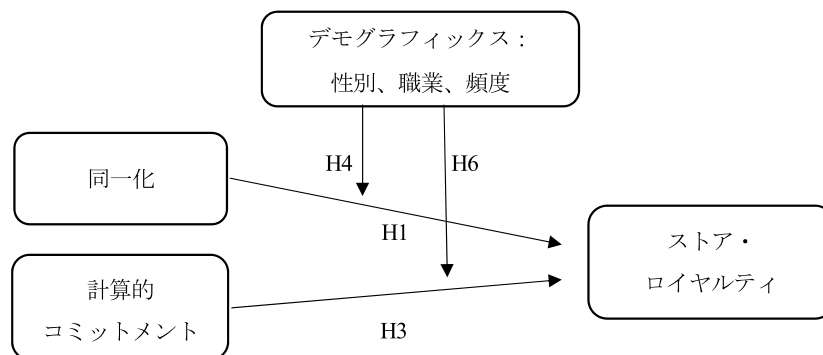 デモグラフィックス：
性別、職業、頻度
H4
H6
同一化
H1
ストア・
ロイヤルティ
計算的
コミットメント
H3